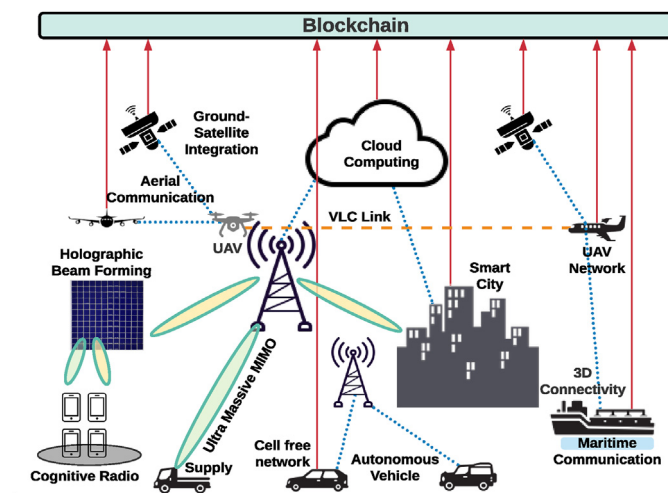 Blockchain
Ground-
Satellite
Integration
Cloud
Computing
Aerial
Communication
VLC Link
UAV
UAV
Network
Holographic
Beam Forming
Smart
City
Ultra Massive MIMO
3D
Connectivity
Cell free
network
Autonomous
Vehicle
Maritime
Communication
Supply
Cognitive Radio